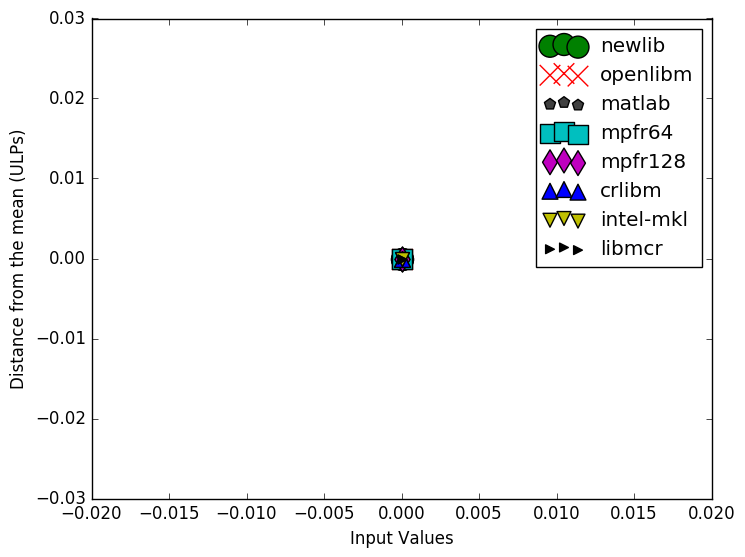 0.03
0.02
0.01
0.00
−0.01
−0.02
−0.03
Distance from the mean (ULPs)
newlib
openlibm
matlab
mpfr64
mpfr128
crlibm
intel-mkl
libmcr
−0.020 −0.015 −0.010 −0.005 0.000 0.005 0.010 0.015 0.020
Input Values